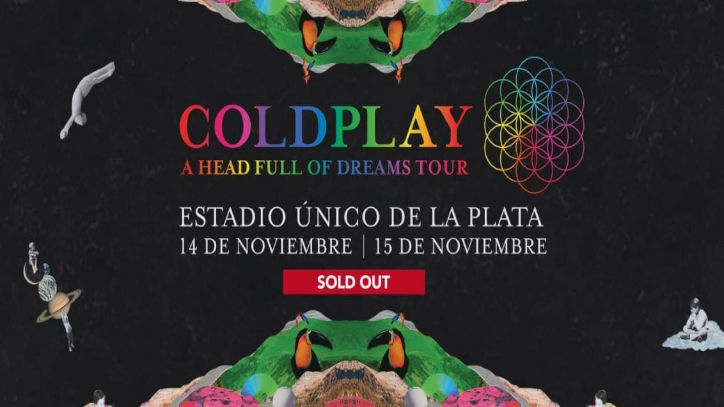 COLDPLAY
A HEAD FULL OF DREAMS TOUR
ESTADIO ÚNICO DE LA PLATA
14 DE NOVIEMBRE | 15 DE NOVIEMBRE
SOLD OUT